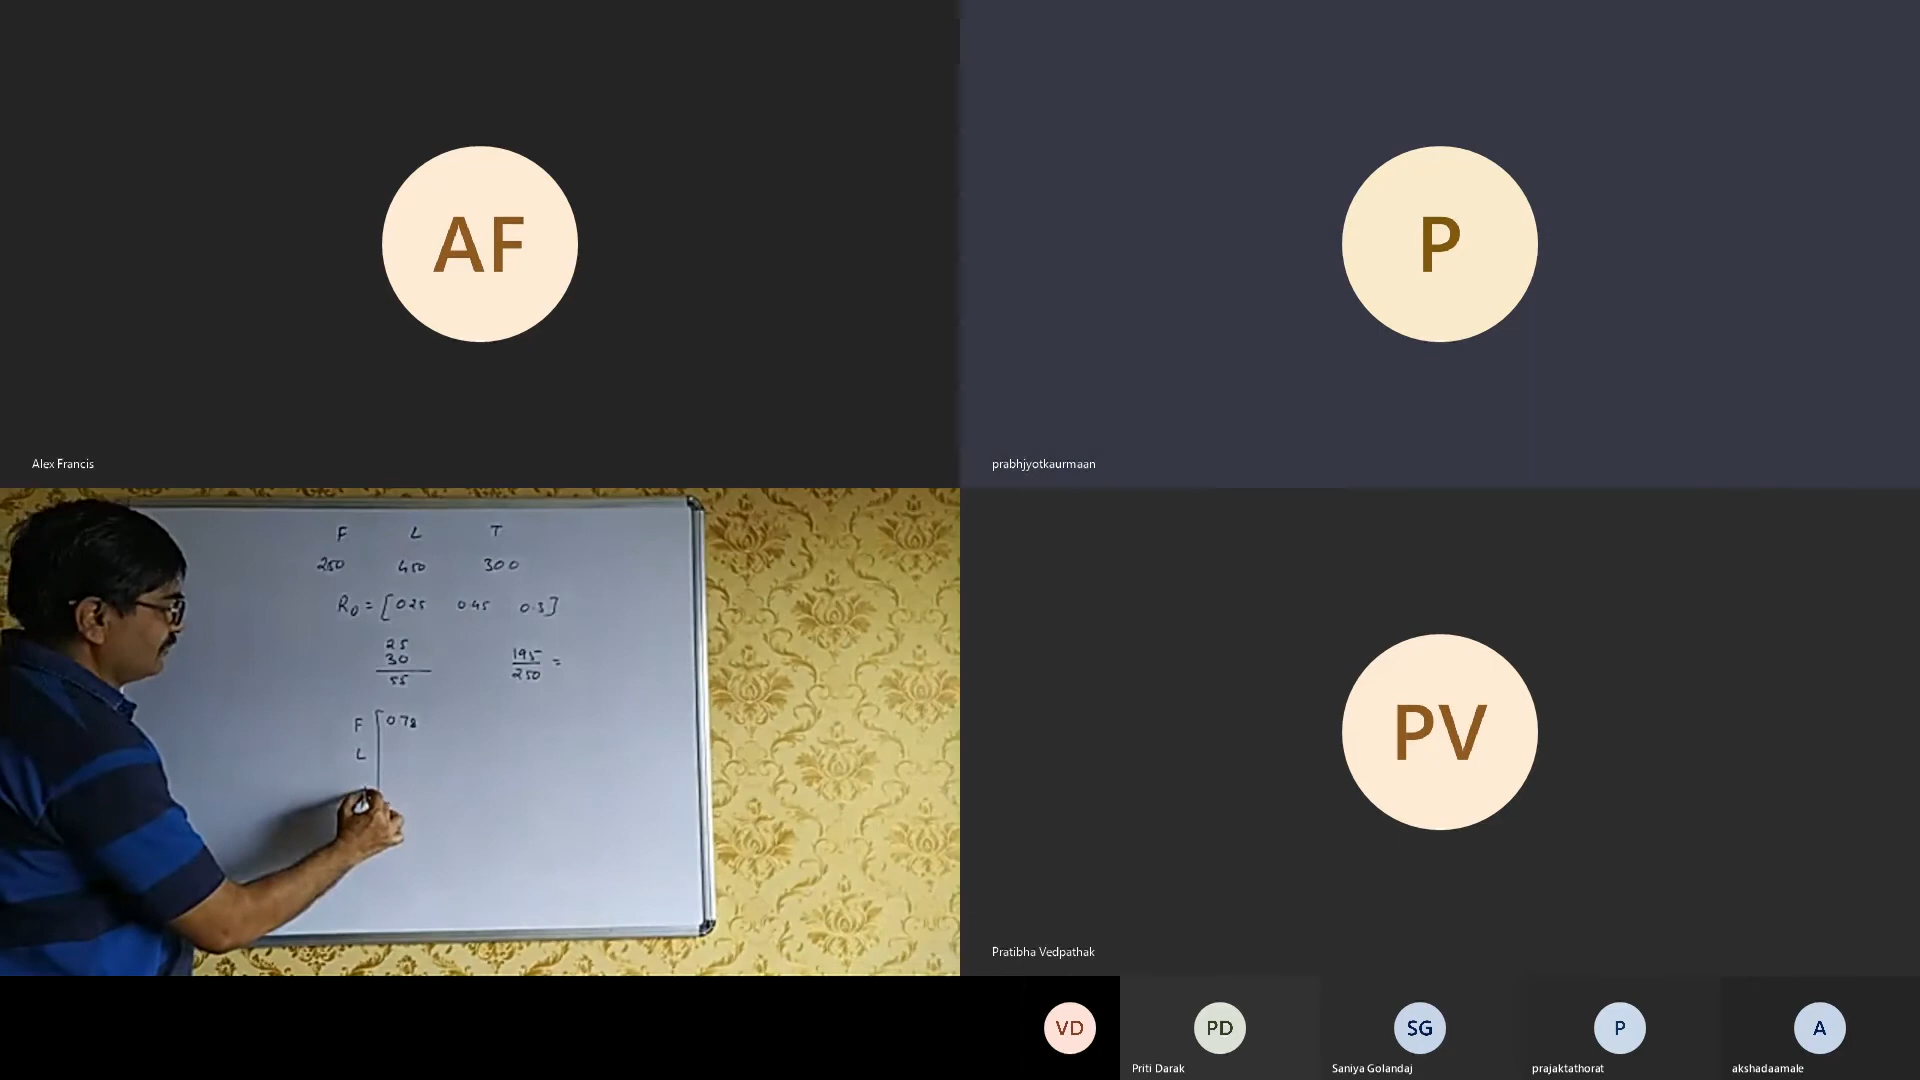 AF
Alex Francis
P
prabhjyotkaurmaan
F L T
250 450 300
R₀ = [0.25 0.45 0.3]
25
30
55
195
250 =
F 0.78
L
PV
Pratibha Vedpathak
VD
PD
Priti Darak
SG
Saniya Golandaj
P
prajaktathorat
A
akshadaamale